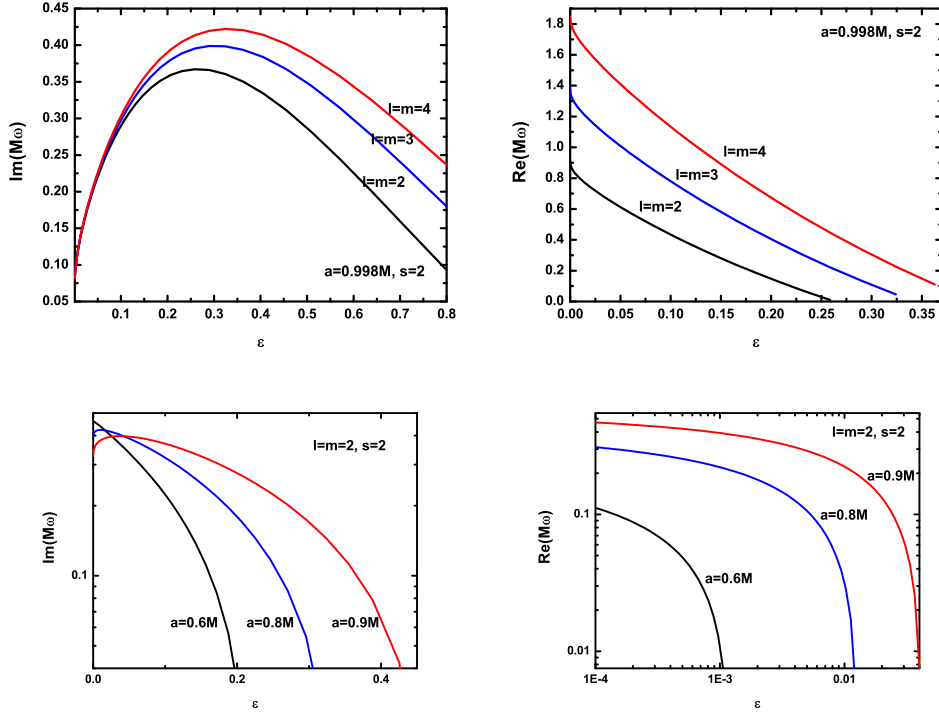 0.45
0.40
0.35
0.30
0.25
0.20
0.15
0.10
0.05
Im(Mω)
l=m=4
l=m=3
l=m=2
a=0.998M, s=2
0.1 0.2 0.3 0.4 0.5 0.6 0.7 0.8
ε
1.8
1.6
1.4
1.2
1.0
0.8
0.6
0.4
0.2
0.0
Re(Mω)
a=0.998M, s=2
l=m=4
l=m=3
l=m=2
0.00 0.05 0.10 0.15 0.20 0.25 0.30 0.35
ε
Im(Mω)
0.1
l=m=2, s=2
a=0.6M a=0.8M a=0.9M
0.0 0.2 0.4
ε
Re(Mω)
0.1
0.01
l=m=2, s=2
a=0.9M
a=0.8M
a=0.6M
1E-4 1E-3 0.01
ε